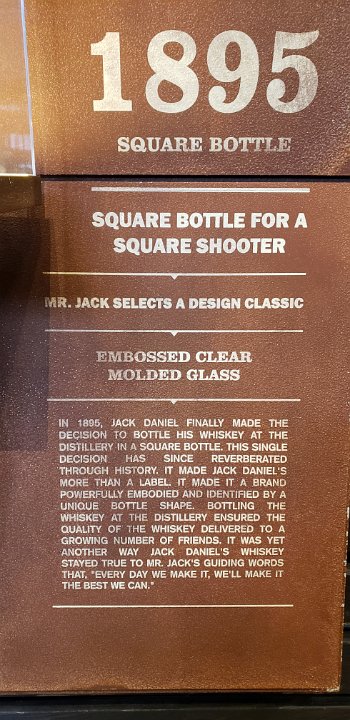 1895
SQUARE BOTTLE
SQUARE BOTTLE FOR A
SQUARE SHOOTER
MR. JACK SELECTS A DESIGN CLASSIC
EMBOSSED CLEAR
MOLDED GLASS
IN 1895, JACK DANIEL FINALLY MADE THE
DECISION TO BOTTLE HIS WHISKEY AT THE
DISTILLERY IN A SQUARE BOTTLE. THIS SINGLE
DECISION HAS SINCE REVERBERATED
THROUGH HISTORY. IT MADE JACK DANIEL'S
MORE THAN A LABEL. IT MADE IT A BRAND
POWERFULLY EMBODIED AND IDENTIFIED BY A
UNIQUE BOTTLE SHAPE. BOTTLING THE
WHISKEY AT THE DISTILLERY ENSURED THE
QUALITY OF THE WHISKEY DELIVERED TO A
GROWING NUMBER OF FRIENDS. IT WAS YET
ANOTHER WAY JACK DANIEL'S WHISKEY
STAYED TRUE TO MR. JACK'S GUIDING WORDS
THAT, "EVERY DAY WE MAKE IT, WE'LL MAKE IT
THE BEST WE CAN."